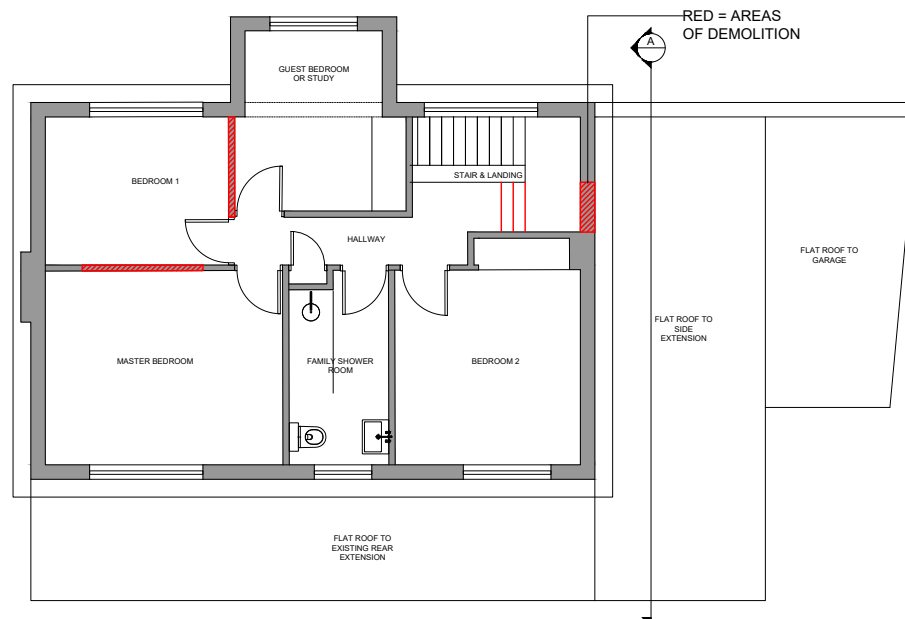 RED = AREAS
OF DEMOLITION
A
GUEST BEDROOM
OR STUDY
BEDROOM 1
STAIR & LANDING
HALLWAY
FLAT ROOF TO
GARAGE
FLAT ROOF TO
SIDE
EXTENSION
MASTER BEDROOM
FAMILY SHOWER
ROOM
BEDROOM 2
FLAT ROOF TO
EXISTING REAR
EXTENSION